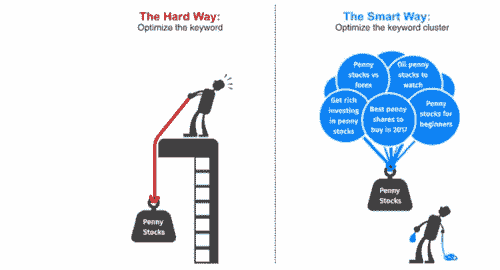 The Hard Way:
Optimize the keyword
Penny
Stocks
The Smart Way:
Optimize the keyword cluster
Penny
stocks vs
forex
Oil penny
stocks to
watch
Get rich
investing
in penny
stocks
Best penny
shares to
buy in 2017
Penny
stocks for
beginners
Penny
Stocks